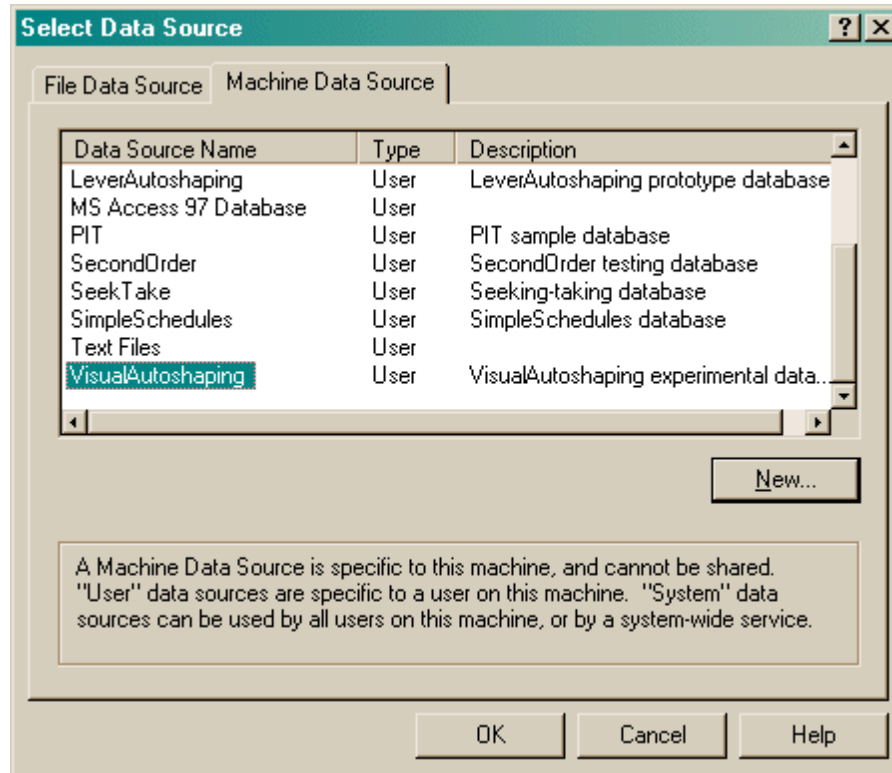 Select Data Source
File Data Source Machine Data Source
Data Source Name Type Description
LeverAutoshaping User LeverAutoshaping prototype database
MS Access 97 Database User
PIT User PIT sample database
SecondOrder User SecondOrder testing database
SeekTake User Seeking-taking database
SimpleSchedules User SimpleSchedules database
Text Files User
VisualAutoshaping User VisualAutoshaping experimental data...
New...
A Machine Data Source is specific to this machine, and cannot be shared.
"User" data sources are specific to a user on this machine. "System" data
sources can be used by all users on this machine, or by a system-wide service.
OK Cancel Help